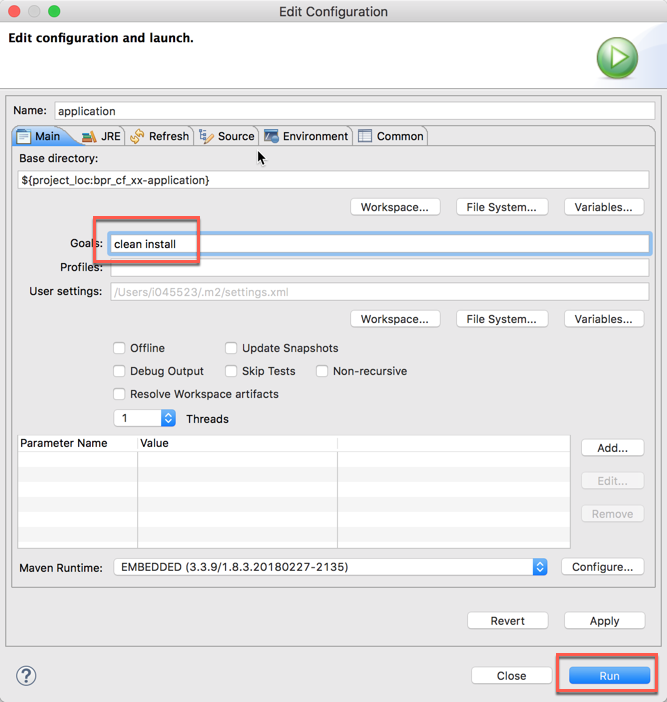 Edit Configuration
Edit configuration and launch.
Name: application
Main JRE Refresh Source Environment Common
Base directory:
${project_loc:bpr_cf_xx-application}
Workspace... File System... Variables...
Goals: clean install
Profiles:
User settings: /Users/i045523/.m2/settings.xml
Workspace... File System... Variables...
Offline Update Snapshots
Debug Output Skip Tests Non-recursive
Resolve Workspace artifacts
1 Threads
Parameter Name Value
Add...
Edit...
Remove
Maven Runtime: EMBEDDED (3.3.9/1.8.3.20180227-2135) Configure...
Revert Apply
? Close Run